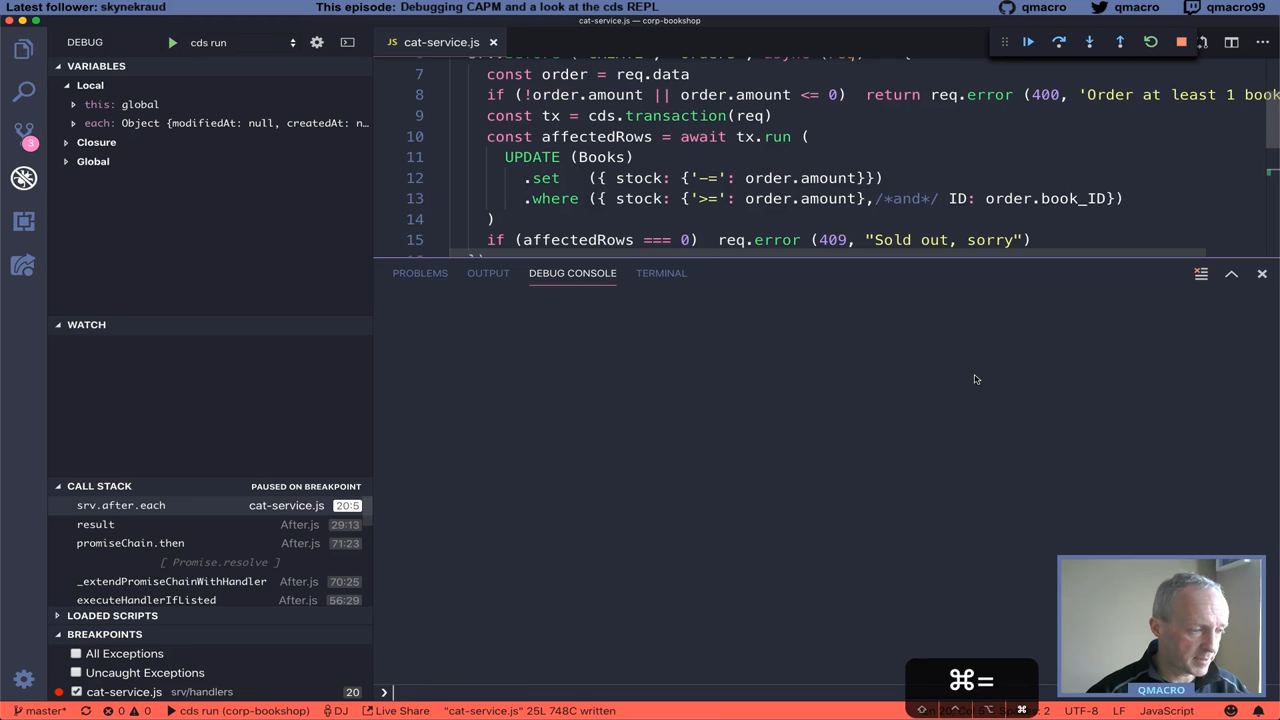 Latest follower: skynekraud
This episode: Debugging CAPM and a look at the cds REPL
qmacro
qmacro
qmacro99
cat-service.js — corp-bookshop
DEBUG
cds run
JS cat-service.js
VARIABLES
Local
this: global
each: Object {modifiedAt: null, createdAt: n…
Closure
Global
7 const order = req.data
8 if (!order.amount || order.amount <= 0)  return req.error (400, 'Order at least 1 book
9 const tx = cds.transaction(req)
10 const affectedRows = await tx.run (
11 UPDATE (Books)
12 .set   ({ stock: {'-=': order.amount}})
13 .where ({ stock: {'>=': order.amount},/*and*/ ID: order.book_ID})
14 )
15 if (affectedRows === 0)  req.error (409, "Sold out, sorry")
PROBLEMS
OUTPUT
DEBUG CONSOLE
TERMINAL
WATCH
CALL STACK
PAUSED ON BREAKPOINT
srv.after.each cat-service.js 20:5
result After.js 29:13
promiseChain.then After.js 71:23
[ Promise.resolve ]
_extendPromiseChainWithHandler After.js 70:25
executeHandlerIfListed After.js 56:29
LOADED SCRIPTS
BREAKPOINTS
All Exceptions
Uncaught Exceptions
cat-service.js srv/handlers 20
3
⌘=
QMACRO
master*
0
0
cds run (corp-bookshop)
DJ
Live Share
"cat-service.js" 25L 748C written
2
UTF-8
LF
JavaScript